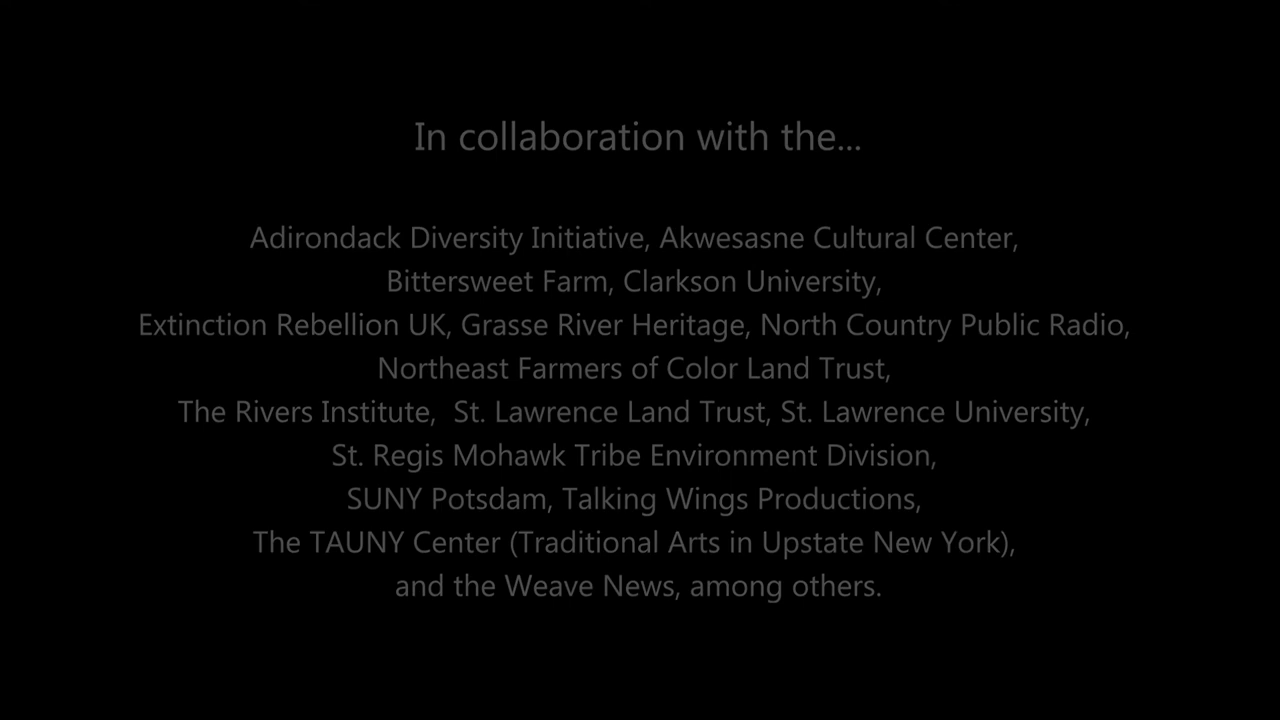 In collaboration with the...
Adirondack Diversity Initiative, Akwesasne Cultural Center,
Bittersweet Farm, Clarkson University,
Extinction Rebellion UK, Grasse River Heritage, North Country Public Radio,
Northeast Farmers of Color Land Trust,
The Rivers Institute,  St. Lawrence Land Trust, St. Lawrence University,
St. Regis Mohawk Tribe Environment Division,
SUNY Potsdam, Talking Wings Productions,
The TAUNY Center (Traditional Arts in Upstate New York),
and the Weave News, among others.